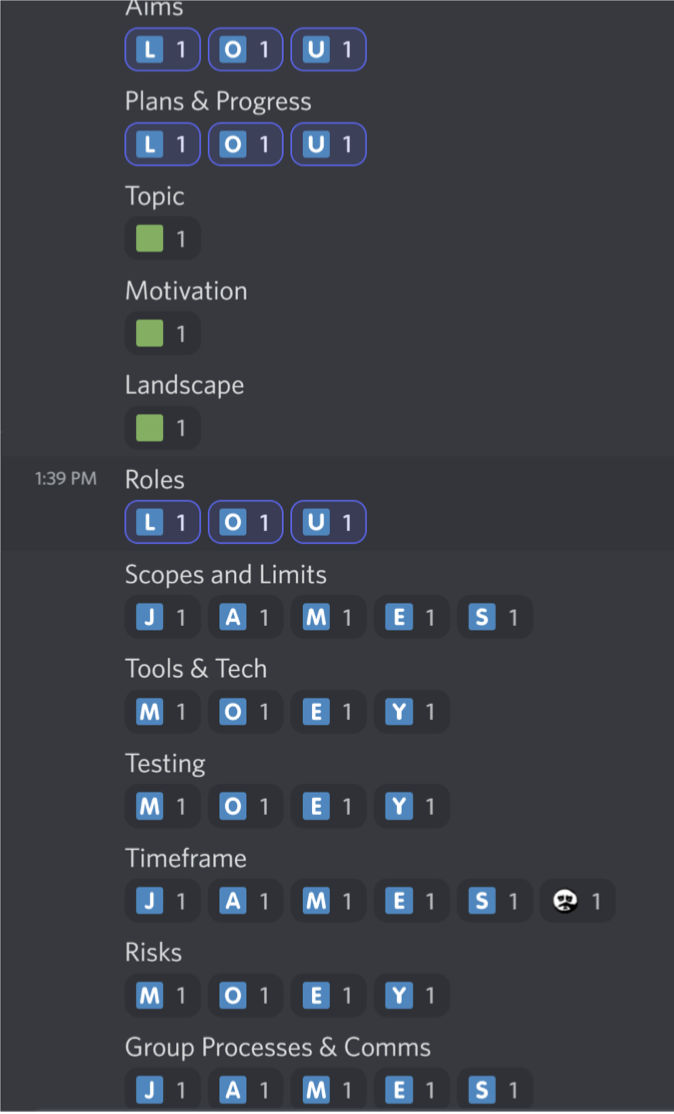 Aims
L 1 O 1 U 1
Plans & Progress
L 1 O 1 U 1
Topic
1
Motivation
1
Landscape
1
1:39 PM Roles
L 1 O 1 U 1
Scopes and Limits
J 1 A 1 M 1 E 1 S 1
Tools & Tech
M 1 O 1 E 1 Y 1
Testing
M 1 O 1 E 1 Y 1
Timeframe
J 1 A 1 M 1 E 1 S 1 1
Risks
M 1 O 1 E 1 Y 1
Group Processes & Comms
J 1 A 1 M 1 E 1 S 1